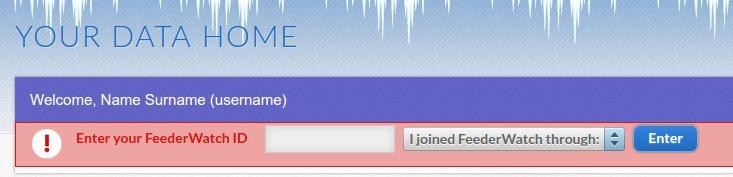 YOUR DATA HOME
Welcome, Name Surname (username)
! Enter your FeederWatch ID I joined FeederWatch through: Enter